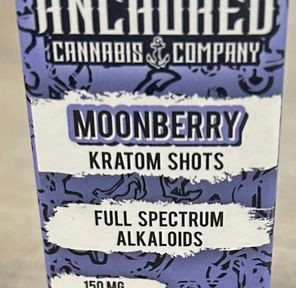 ANCHORED
CANNABIS COMPANY
MOONBERRY
KRATOM SHOTS
FULL SPECTRUM
ALKALOIDS
150 MG